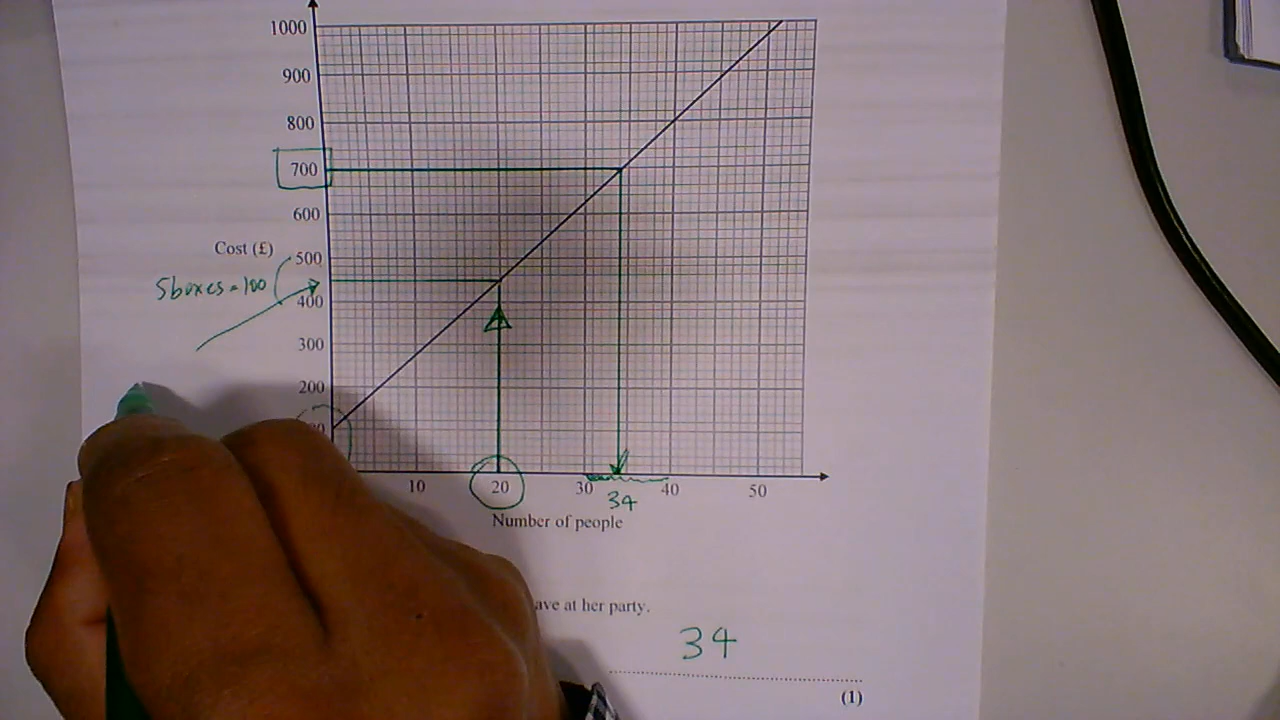 1000
900
800
700
600
Cost (£)
500
5boxes = 100
400
300
200
10 20 30 40 50
34
Number of people
ave at her party.
34
(1)